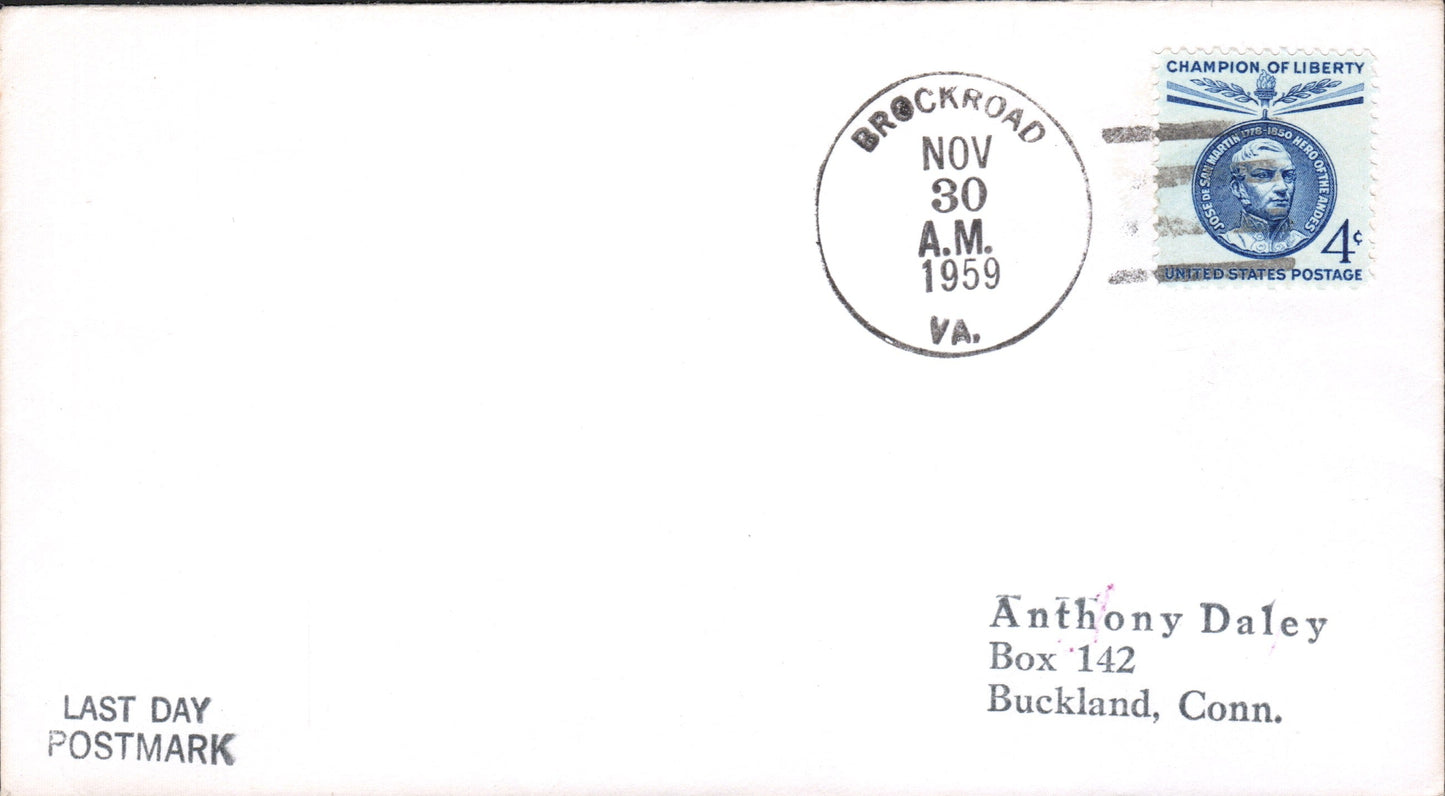 BROCKROAD
NOV
30
A.M.
1959
VA.
CHAMPION OF LIBERTY
JOSE DE SAN MARTIN 1778-1850 HERO OF THE ANDES
4¢
UNITED STATES POSTAGE
Anthony Daley
Box 142
Buckland, Conn.
LAST DAY
POSTMARK